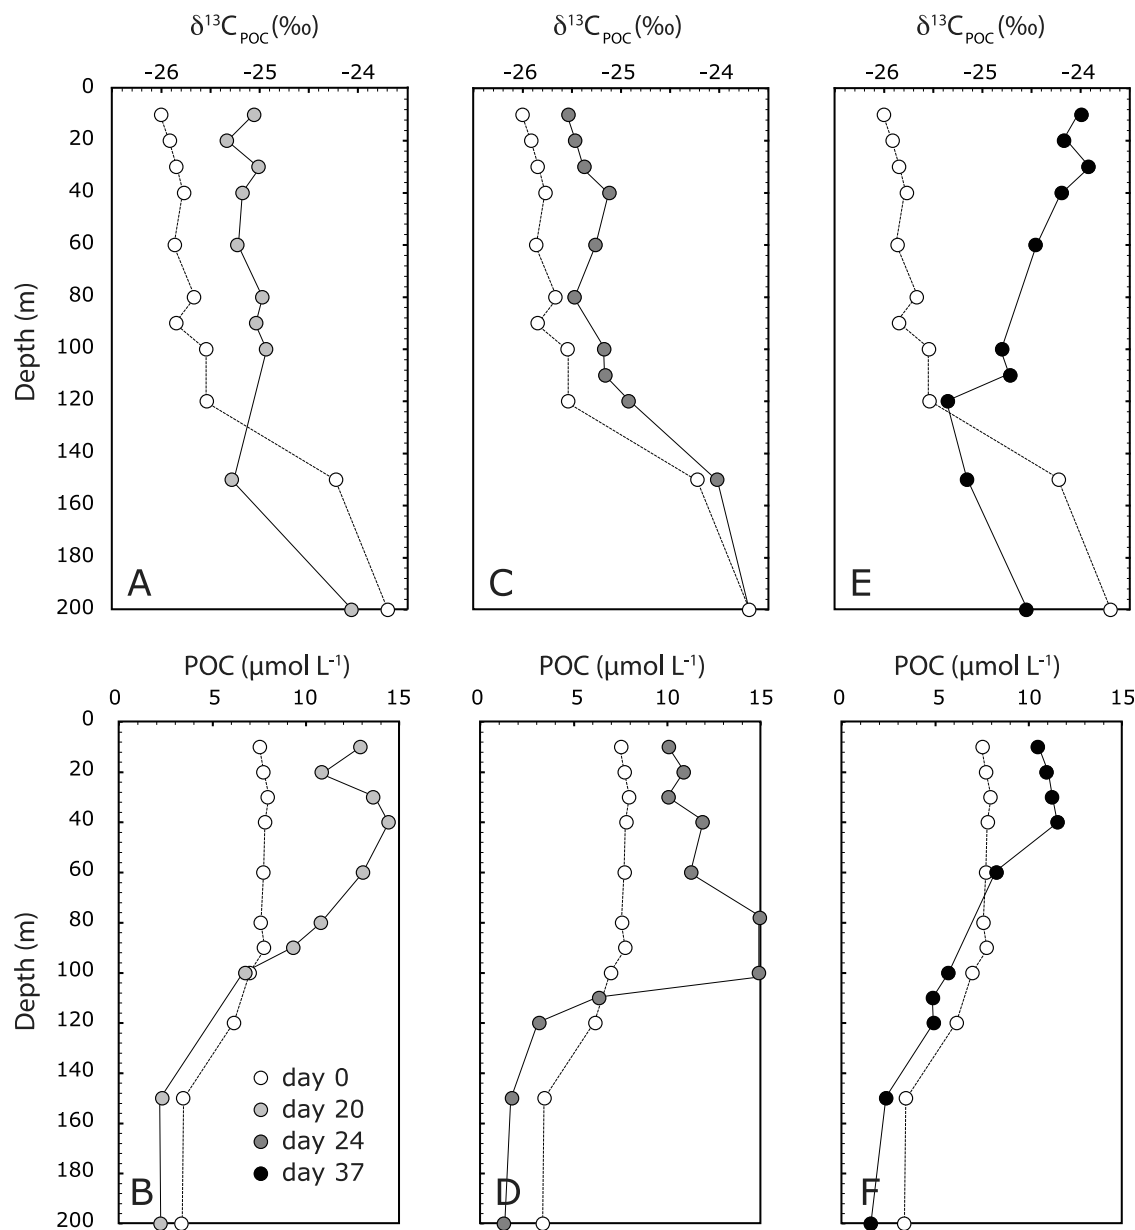 δ¹³C_POC (‰) δ¹³C_POC (‰) δ¹³C_POC (‰)
-26 -25 -24 -26 -25 -24 -26 -25 -24
0
20
40
60
80
100
120
140
160
180
200
Depth (m)
A C E
POC (µmol L⁻¹) POC (µmol L⁻¹) POC (µmol L⁻¹)
0 5 10 15 0 5 10 15 0 5 10 15
0
20
40
60
80
100
120
140
160
180
200
Depth (m)
day 0
day 20
day 24
day 37
B D F